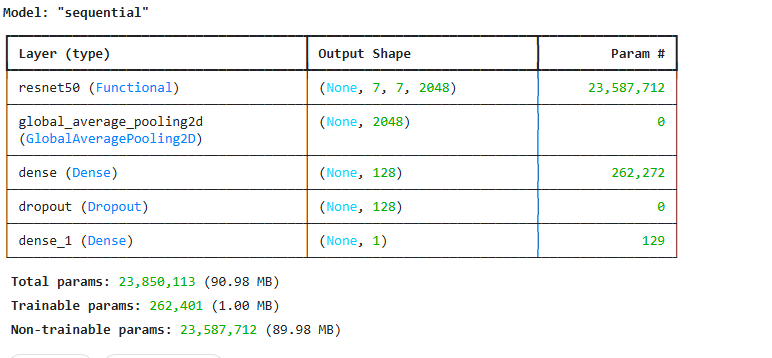 Model: "sequential"
Layer (type) Output Shape Param #
resnet50 (Functional) (None, 7, 7, 2048) 23,587,712
global_average_pooling2d (None, 2048) 0
(GlobalAveragePooling2D)
dense (Dense) (None, 128) 262,272
dropout (Dropout) (None, 128) 0
dense_1 (Dense) (None, 1) 129
Total params: 23,850,113 (90.98 MB)
Trainable params: 262,401 (1.00 MB)
Non-trainable params: 23,587,712 (89.98 MB)